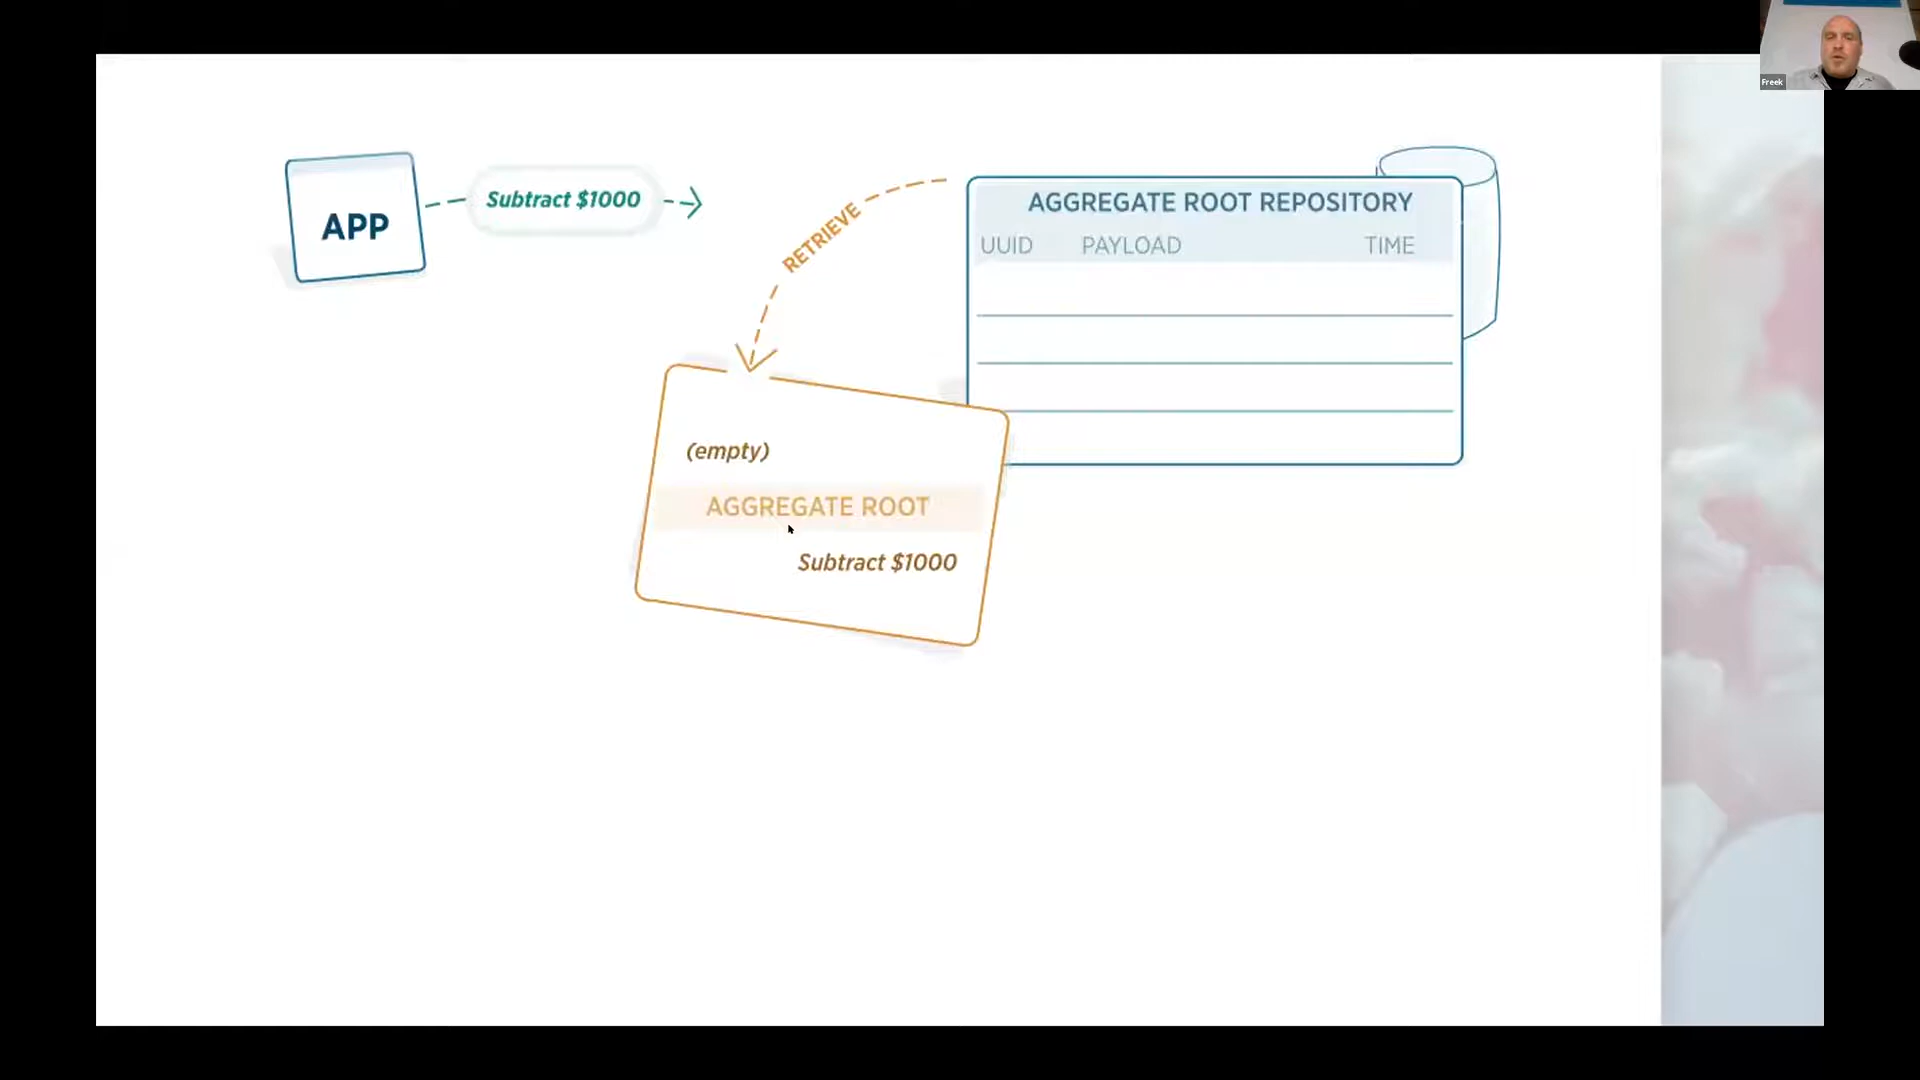 Freek
APP
Subtract $1000
RETRIEVE
AGGREGATE ROOT REPOSITORY
UUID PAYLOAD TIME
(empty)
AGGREGATE ROOT
Subtract $1000